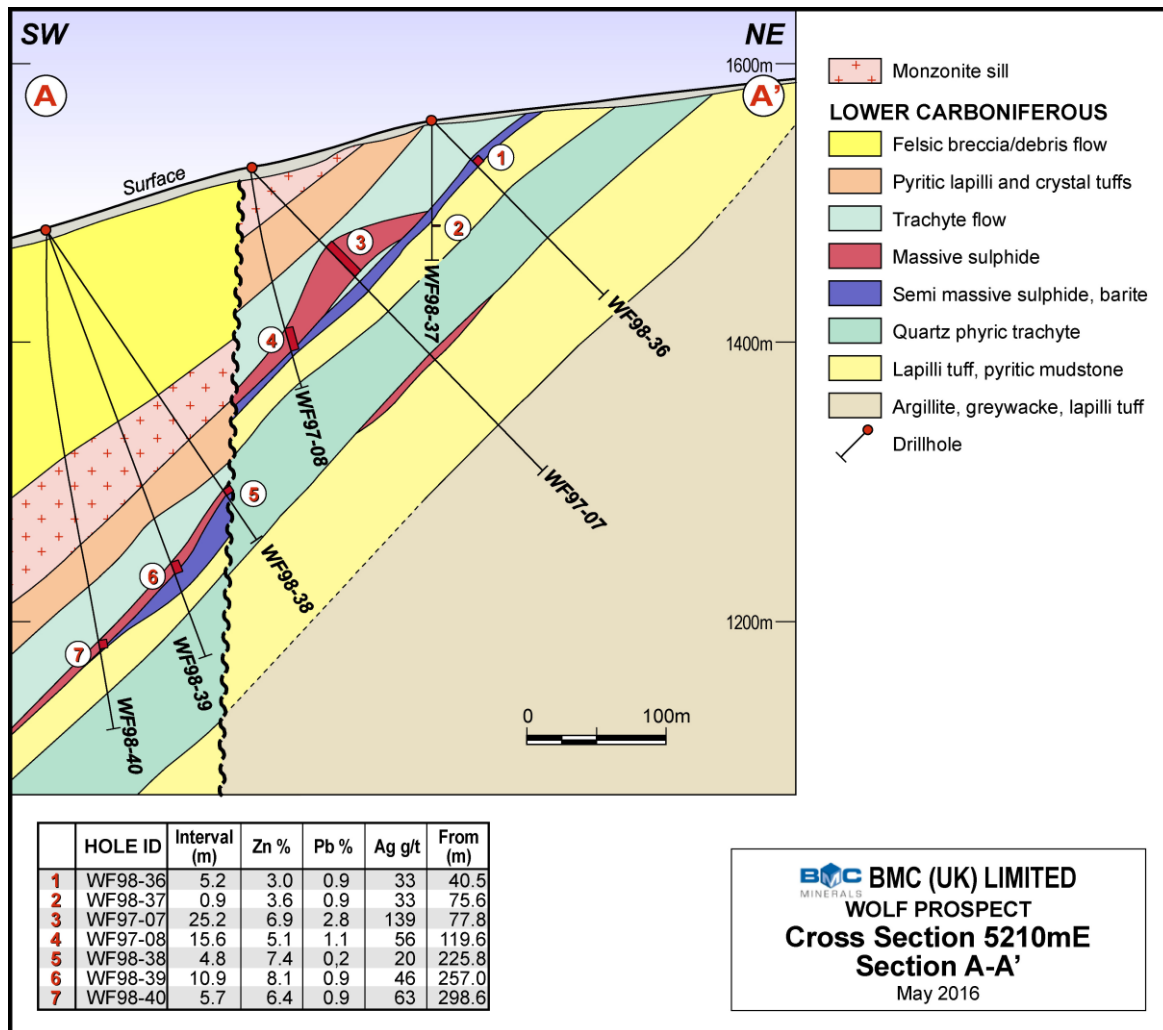 SW
NE
A
A'
1600m
Surface
1
2
3
4
5
6
7
1400m
1200m
WF98-36
WF98-37
WF97-08
WF97-07
WF98-38
WF98-39
WF98-40
0 100m
Monzonite sill
LOWER CARBONIFEROUS
Felsic breccia/debris flow
Pyritic lapilli and crystal tuffs
Trachyte flow
Massive sulphide
Semi massive sulphide, barite
Quartz phyric trachyte
Lapilli tuff, pyritic mudstone
Argillite, greywacke, lapilli tuff
Drillhole
HOLE ID Interval (m) Zn % Pb % Ag g/t From (m)
1 WF98-36 5.2 3.0 0.9 33 40.5
2 WF98-37 0.9 3.6 0.9 33 75.6
3 WF97-07 25.2 6.9 2.8 139 77.8
4 WF97-08 15.6 5.1 1.1 56 119.6
5 WF98-38 4.8 7.4 0,2 20 225.8
6 WF98-39 10.9 8.1 0.9 46 257.0
7 WF98-40 5.7 6.4 0.9 63 298.6
BMC MINERALS BMC (UK) LIMITED
WOLF PROSPECT
Cross Section 5210mE
Section A-A'
May 2016